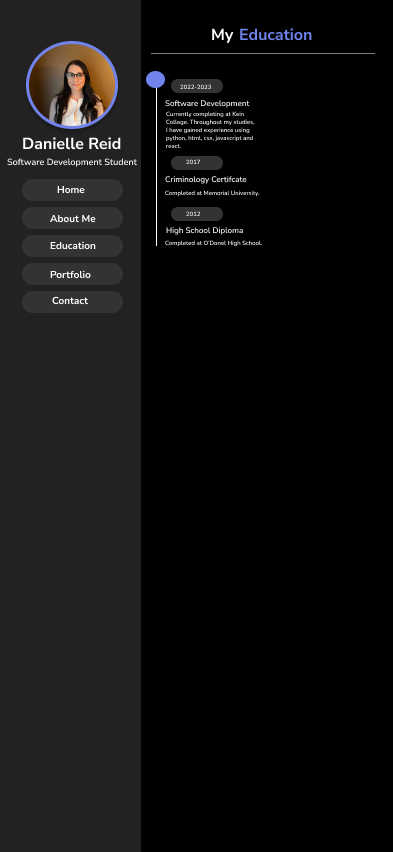 Danielle Reid
Software Development Student
Home
About Me
Education
Portfolio
Contact
My Education
2022-2023
Software Development
Currently completing at Kein
College. Throughout my studies,
I have gained experience using
python, html, css, javascript and
react.
2017
Criminology Certifcate
Completed at Memorial University.
2012
High School Diploma
Completed at O'Donel High School.